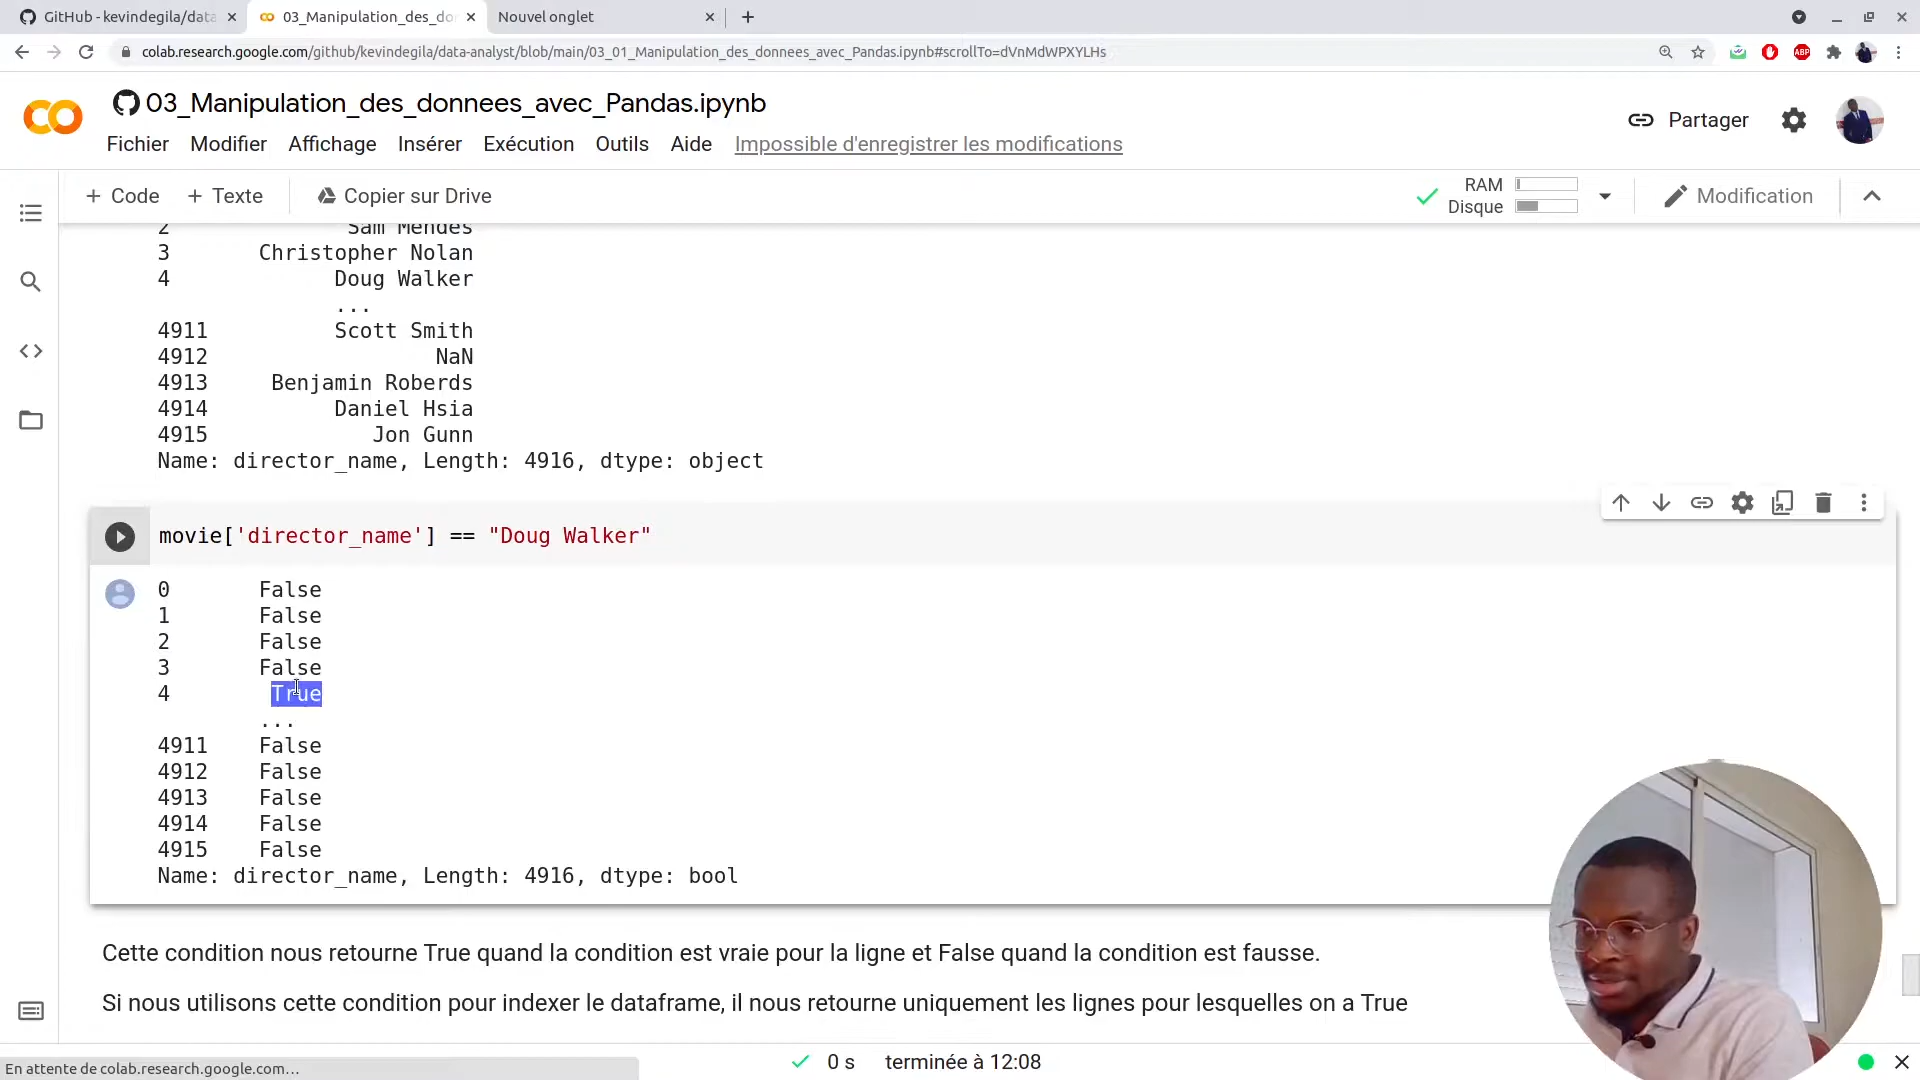 GitHub - kevindegila/data
03_Manipulation_des_do
Nouvel onglet
colab.research.google.com/github/kevindegila/data-analyst/blob/main/03_01_Manipulation_des_donnees_avec_Pandas.ipynb#scrollTo=dVnMdWPXYLHs
ABP
03_Manipulation_des_donnees_avec_Pandas.ipynb
Partager
Fichier Modifier Affichage Insérer Exécution Outils Aide Impossible d'enregistrer les modifications
+ Code + Texte Copier sur Drive
RAM
Disque
Modification
2 Sam Mendes
3 Christopher Nolan
4 Doug Walker
...
4911 Scott Smith
4912 NaN
4913 Benjamin Roberds
4914 Daniel Hsia
4915 Jon Gunn
Name: director_name, Length: 4916, dtype: object
movie['director_name'] == "Doug Walker"
0 False
1 False
2 False
3 False
4 True
...
4911 False
4912 False
4913 False
4914 False
4915 False
Name: director_name, Length: 4916, dtype: bool
Cette condition nous retourne True quand la condition est vraie pour la ligne et False quand la condition est fausse.
Si nous utilisons cette condition pour indexer le dataframe, il nous retourne uniquement les lignes pour lesquelles on a True
0 s terminée à 12:08
En attente de colab.research.google.com...